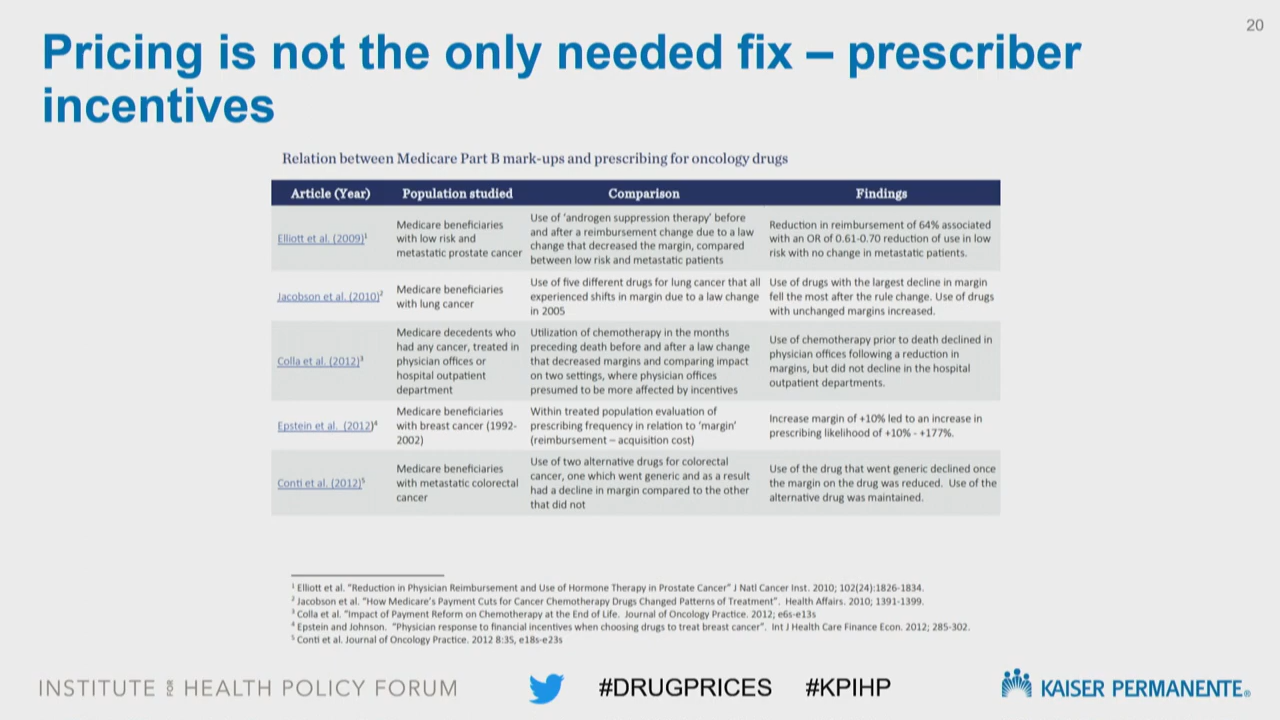 20
Pricing is not the only needed fix – prescriber
incentives
Relation between Medicare Part B mark-ups and prescribing for oncology drugs
Article (Year) Population studied Comparison Findings
Elliott et al. (2009)¹
Medicare beneficiaries
with low risk and
metastatic prostate cancer
Use of ‘androgen suppression therapy’ before
and after a reimbursement change due to a law
change that decreased the margin, compared
between low risk and metastatic patients
Reduction in reimbursement of 64% associated
with an OR of 0.61-0.70 reduction of use in low
risk with no change in metastatic patients.
Jacobson et al. (2010)²
Medicare beneficiaries
with lung cancer
Use of five different drugs for lung cancer that all
experienced shifts in margin due to a law change
in 2005
Use of drugs with the largest decline in margin
fell the most after the rule change. Use of drugs
with unchanged margins increased.
Colla et al. (2012)³
Medicare decedents who
had any cancer, treated in
physician offices or
hospital outpatient
department
Utilization of chemotherapy in the months
preceding death before and after a law change
that decreased margins and comparing impact
on two settings, where physician offices
presumed to be more affected by incentives
Use of chemotherapy prior to death declined in
physician offices following a reduction in
margins, but did not decline in the hospital
outpatient departments.
Epstein et al. (2012)⁴
Medicare beneficiaries
with breast cancer (1992-
2002)
Within treated population evaluation of
prescribing frequency in relation to ‘margin’
(reimbursement – acquisition cost)
Increase margin of +10% led to an increase in
prescribing likelihood of +10% - +177%.
Conti et al. (2012)⁵
Medicare beneficiaries
with metastatic colorectal
cancer
Use of two alternative drugs for colorectal
cancer, one which went generic and as a result
had a decline in margin compared to the other
that did not
Use of the drug that went generic declined once
the margin on the drug was reduced. Use of the
alternative drug was maintained.
¹ Elliott et al. “Reduction in Physician Reimbursement and Use of Hormone Therapy in Prostate Cancer” J Natl Cancer Inst. 2010; 102(24):1826-1834.
² Jacobson et al. “How Medicare’s Payment Cuts for Cancer Chemotherapy Drugs Changed Patterns of Treatment”. Health Affairs. 2010; 1391-1399.
³ Colla et al. “Impact of Payment Reform on Chemotherapy at the End of Life. Journal of Oncology Practice. 2012; e6s-e13s
⁴ Epstein and Johnson. “Physician response to financial incentives when choosing drugs to treat breast cancer”. Int J Health Care Finance Econ. 2012; 285-302.
⁵ Conti et al. Journal of Oncology Practice. 2012 8:3S, e18s-e23s
INSTITUTE FOR HEALTH POLICY FORUM
#DRUGPRICES #KPIHP
KAISER PERMANENTE®